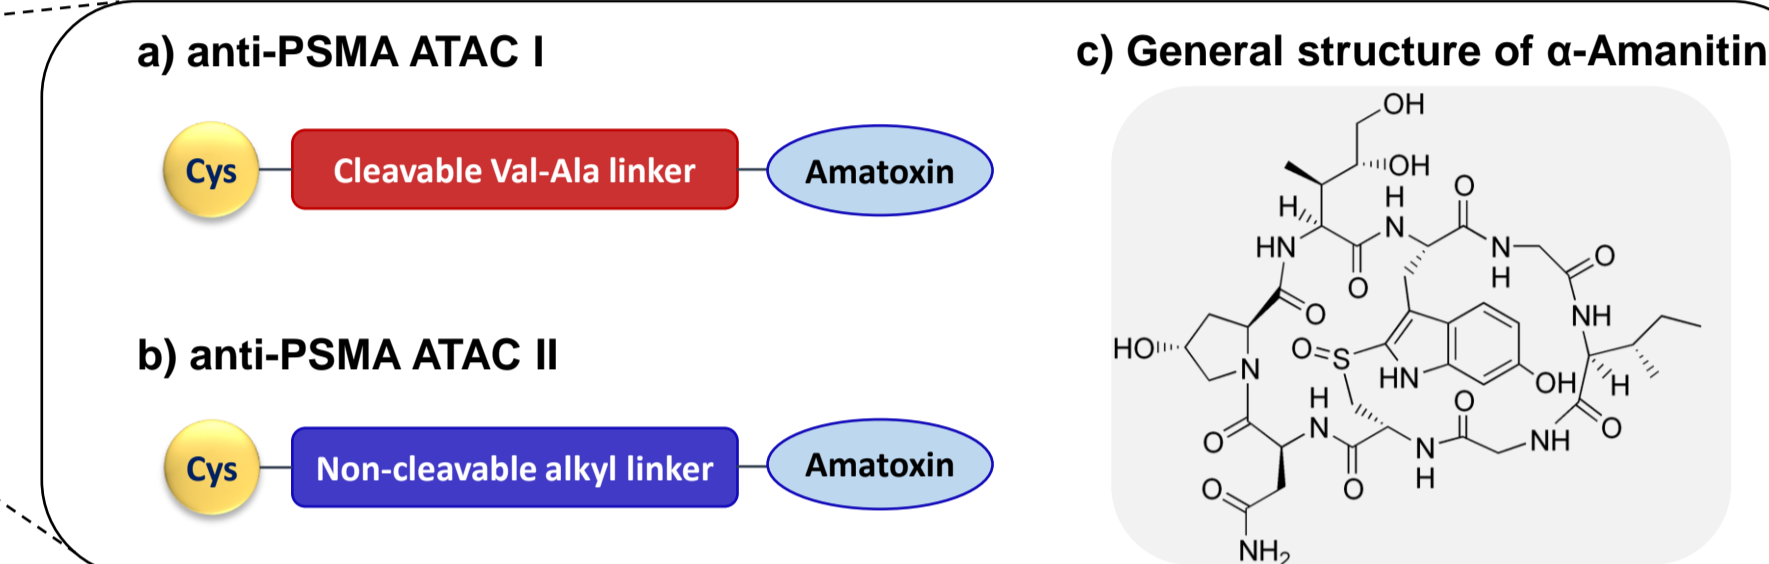 a) anti-PSMA ATAC I
Cys
Cleavable Val-Ala linker
Amatoxin
b) anti-PSMA ATAC II
Cys
Non-cleavable alkyl linker
Amatoxin
c) General structure of α-Amanitin
OH
OH
H
H
O
N
N
H
HN
O
O
O
NH
HO
N
O
S
HN
OH
H
H
O
O
O
N
N
H
NH
O
O
NH2